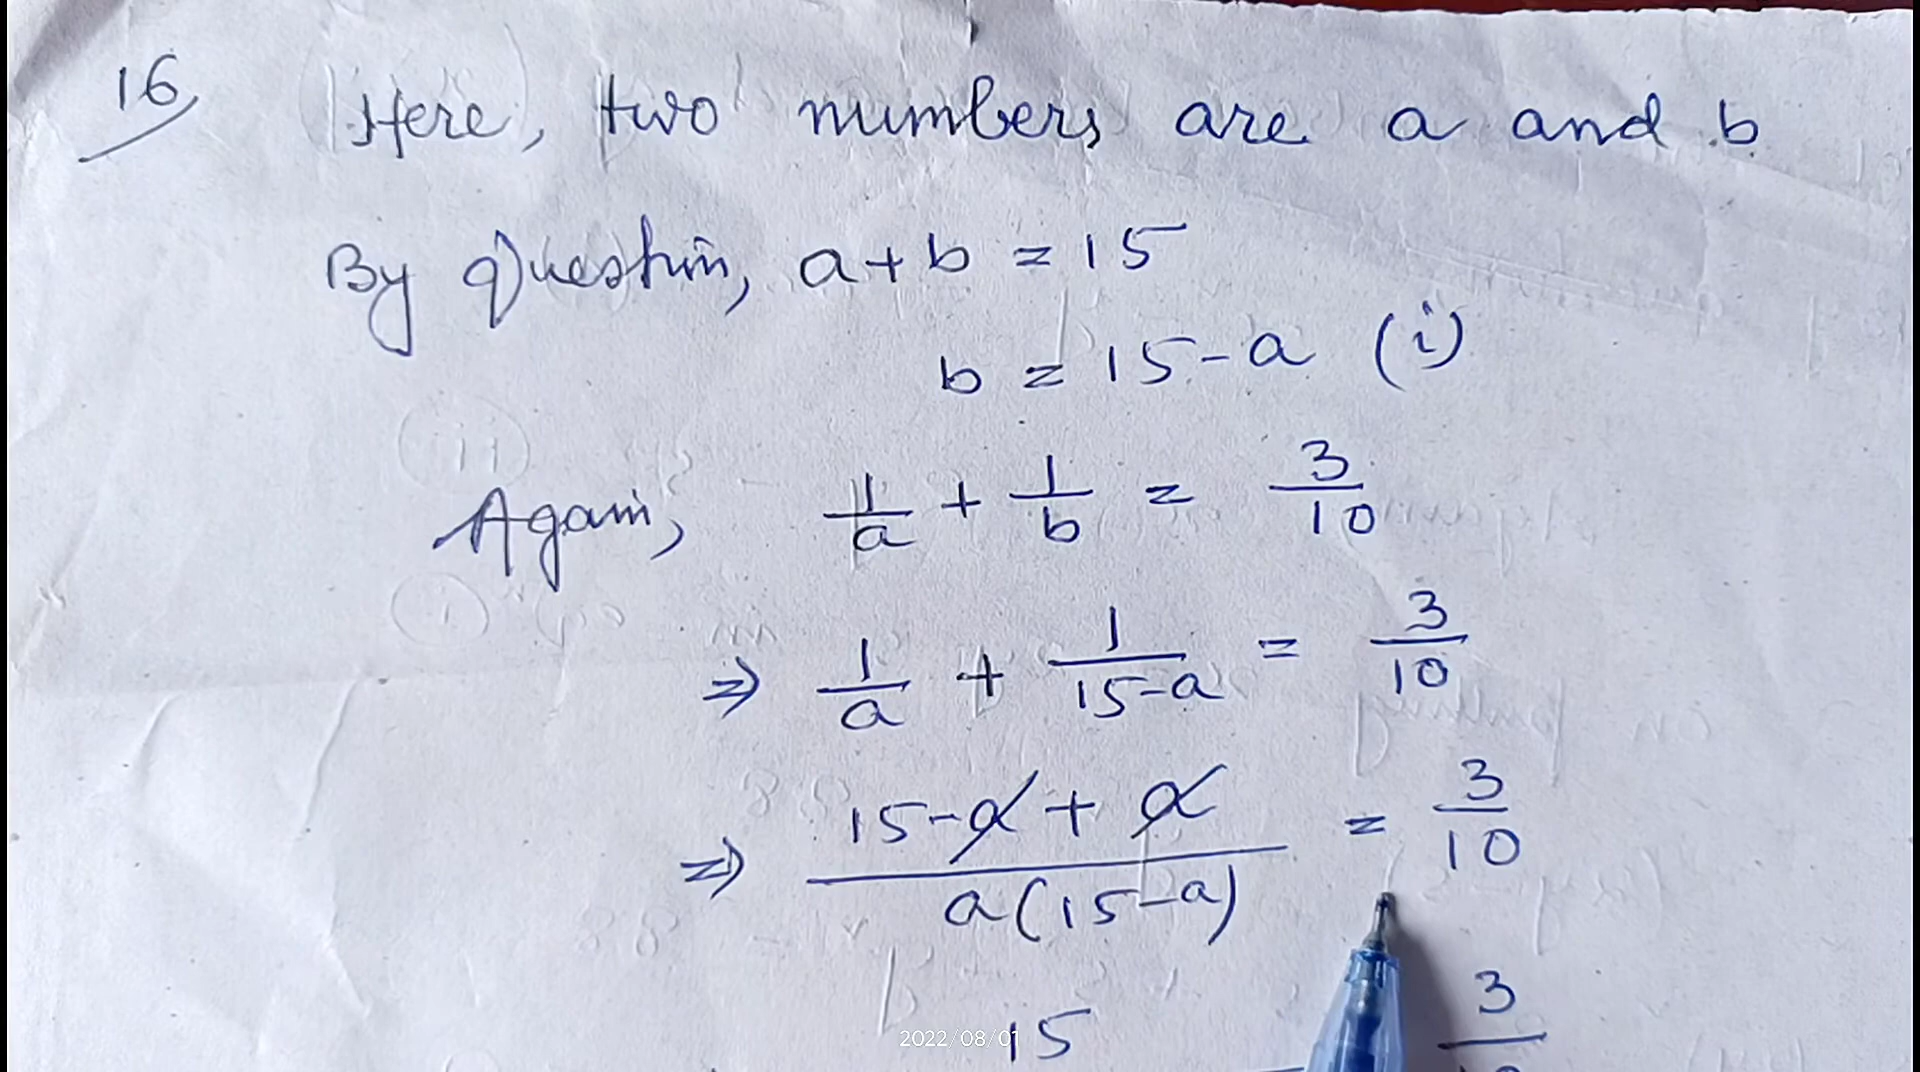 16, Here, two numbers are a and b
By question, a+b = 15
b = 15-a (i)
Again, 1/a + 1/b = 3/10
⇒ 1/a + 1/(15-a) = 3/10
⇒ (15-a+a)/(a(15-a)) = 3/10
15 3
2022/08/01